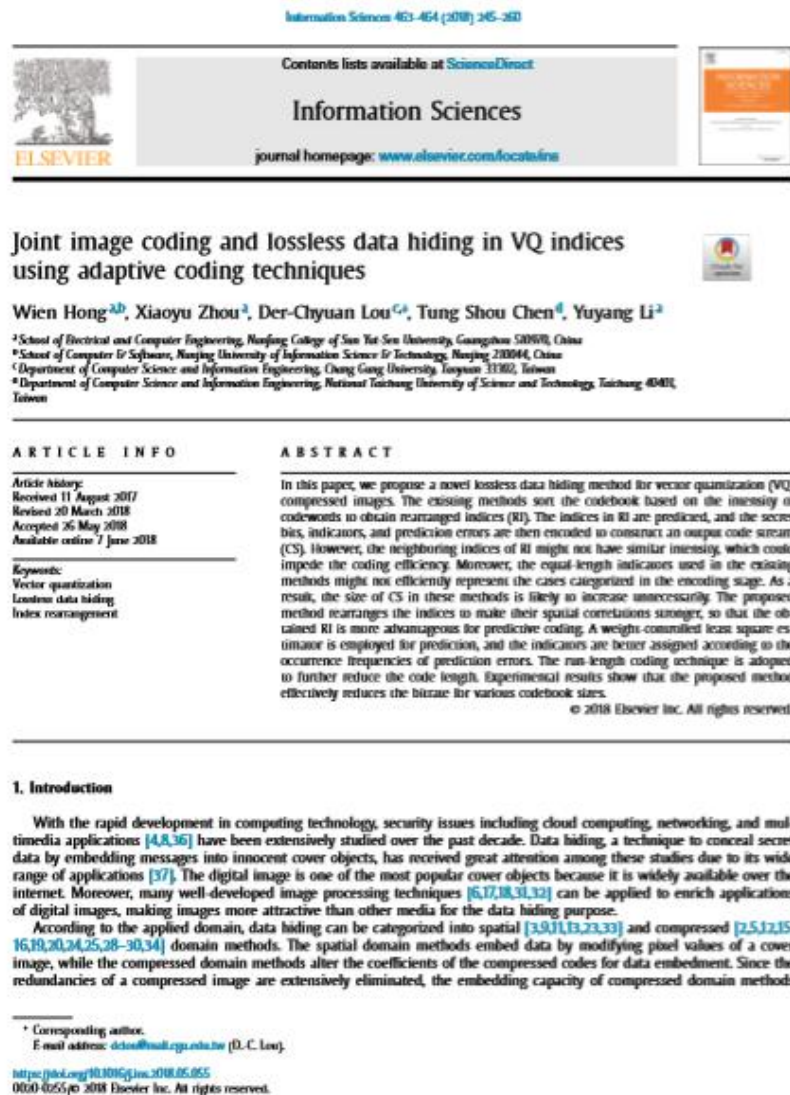 Information Sciences 463–464 (2018) 245–260
Contents lists available at ScienceDirect
Information Sciences
journal homepage: www.elsevier.com/locate/ins
ELSEVIER
INFORMATION
SCIENCES
Joint image coding and lossless data hiding in VQ indices
using adaptive coding techniques
Wien Hong a,b, Xiaoyu Zhou a, Der-Chyuan Lou c,*, Tung Shou Chen d, Yuyang Li a
a School of Electrical and Computer Engineering, Nanfang College of Sun Yat-Sen University, Guangzhou 510970, China
b School of Computer & Software, Nanjing University of Information Science & Technology, Nanjing 210044, China
c Department of Computer Science and Information Engineering, Chang Gung University, Taoyuan 33302, Taiwan
d Department of Computer Science and Information Engineering, National Taichung University of Science and Technology, Taichung 40401,
Taiwan
ARTICLE INFO
Article history:
Received 11 August 2017
Revised 20 March 2018
Accepted 26 May 2018
Available online 7 June 2018
Keywords:
Vector quantization
Lossless data hiding
Index rearrangement
ABSTRACT
In this paper, we propose a novel lossless data hiding method for vector quantization (VQ)
compressed images. The existing methods sort the codebook based on the intensity o
codewords to obtain rearranged indices (RI). The indices in RI are predicted, and the secre
bits, indicators, and prediction errors are then encoded to construct an output code stream
(CS). However, the neighboring indices of RI might not have similar intensity, which could
impede the coding efficiency. Moreover, the equal-length indicators used in the existing
methods might not efficiently represent the cases categorized in the encoding stage. As a
result, the size of CS in these methods is likely to increase unnecessarily. The proposed
method rearranges the indices to make their spatial correlations stronger, so that the ob-
tained RI is more advantageous for predictive coding. A weight-controlled least square es-
timator is employed for prediction, and the indicators are better assigned according to the
occurrence frequencies of prediction errors. The run-length coding technique is adopted
to further reduce the code length. Experimental results show that the proposed method
effectively reduces the bitrate for various codebook sizes.
© 2018 Elsevier Inc. All rights reserved.
1. Introduction
With the rapid development in computing technology, security issues including cloud computing, networking, and mul-
timedia applications [4,8,36] have been extensively studied over the past decade. Data hiding, a technique to conceal secre
data by embedding messages into innocent cover objects, has received great attention among these studies due to its wide
range of applications [37]. The digital image is one of the most popular cover objects because it is widely available over the
internet. Moreover, many well-developed image processing techniques [6,17,18,31,32] can be applied to enrich applications
of digital images, making images more attractive than other media for the data hiding purpose.
According to the applied domain, data hiding can be categorized into spatial [3,9,11,13,23,33] and compressed [2,5,12,15,
16,19,20,24,25,28–30,34] domain methods. The spatial domain methods embed data by modifying pixel values of a cover
image, while the compressed domain methods alter the coefficients of the compressed codes for data embedment. Since the
redundancies of a compressed image are extensively eliminated, the embedding capacity of compressed domain methods
* Corresponding author.
E-mail address: dclou@mail.cgu.edu.tw (D.-C. Lou).
https://doi.org/10.1016/j.ins.2018.05.055
0020-0255/© 2018 Elsevier Inc. All rights reserved.